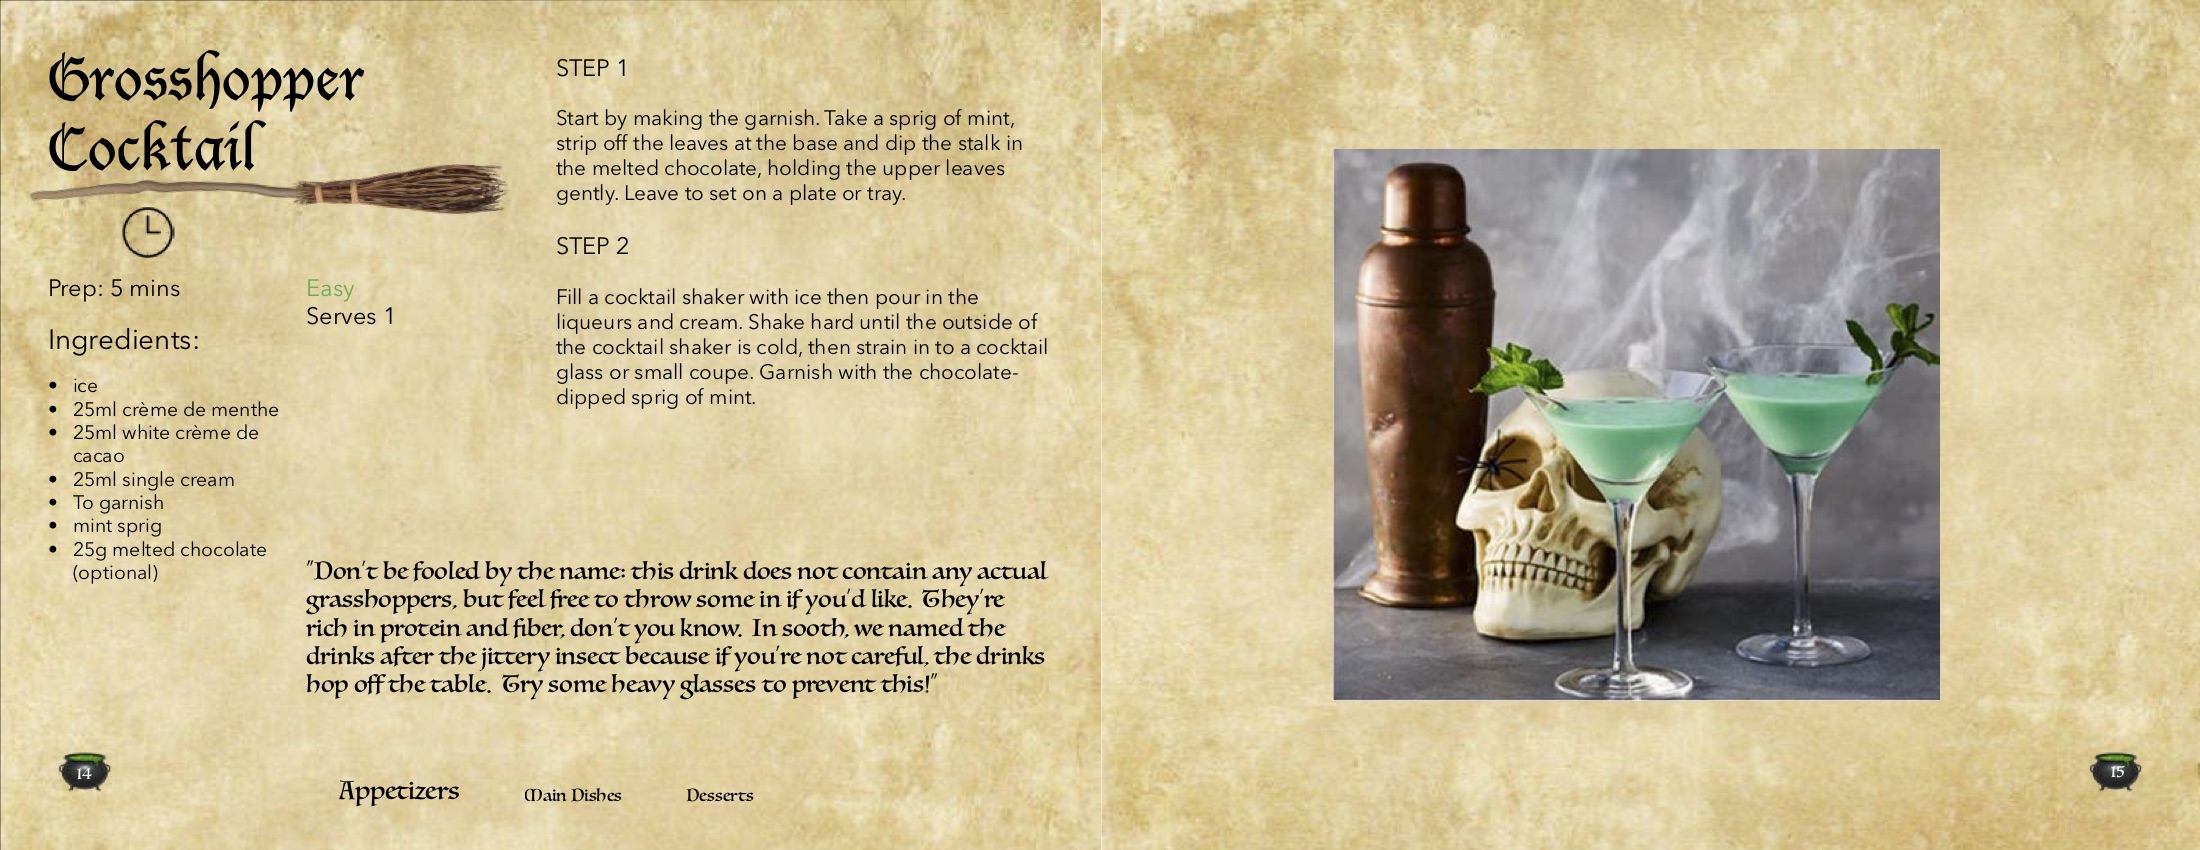 Grosshopper
Cocktail
Prep: 5 mins
Easy
Serves 1
Ingredients:
• ice
• 25ml crème de menthe
• 25ml white crème de
cacao
• 25ml single cream
• To garnish
• mint sprig
• 25g melted chocolate
(optional)
STEP 1
Start by making the garnish. Take a sprig of mint,
strip off the leaves at the base and dip the stalk in
the melted chocolate, holding the upper leaves
gently. Leave to set on a plate or tray.
STEP 2
Fill a cocktail shaker with ice then pour in the
liqueurs and cream. Shake hard until the outside of
the cocktail shaker is cold, then strain in to a cocktail
glass or small coupe. Garnish with the chocolate-
dipped sprig of mint.
"Don't be fooled by the name: this drink does not contain any actual
grasshoppers, but feel free to throw some in if you'd like. They're
rich in protein and fiber, don't you know. In sooth, we named the
drinks after the jittery insect because if you're not careful, the drinks
hop off the table. Try some heavy glasses to prevent this!"
14
Appetizers
Main Dishes
Desserts
15